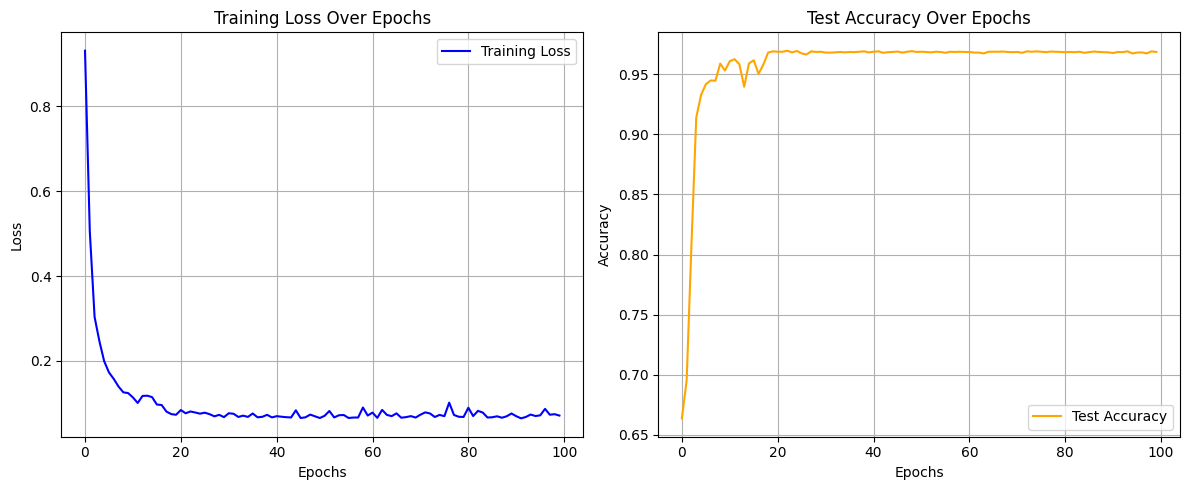 Training Loss Over Epochs
Training Loss
Loss
0.8
0.6
0.4
0.2
0 20 40 60 80 100
Epochs
Test Accuracy Over Epochs
Accuracy
0.95
0.90
0.85
0.80
0.75
0.70
0.65
Test Accuracy
0 20 40 60 80 100
Epochs